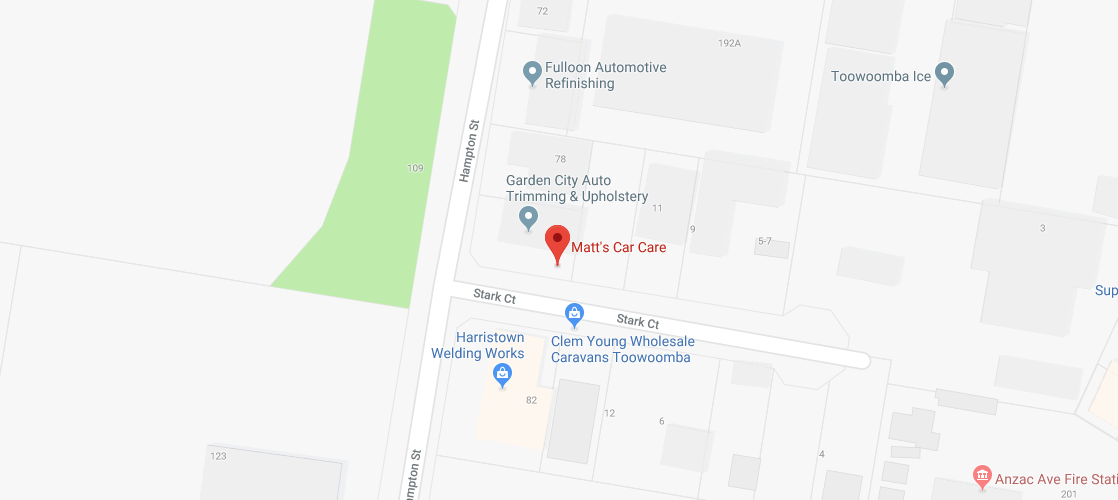 72
192A
Fulloon Automotive
Refinishing
Toowoomba Ice
Hampton St
78
109
Garden City Auto
Trimming & Upholstery
11
9
5-7
3
Matt's Car Care
Stark Ct
Stark Ct
Sup
Harristown
Welding Works
Clem Young Wholesale
Caravans Toowoomba
82
12
6
4
123
mpton St
Anzac Ave Fire Stati
201